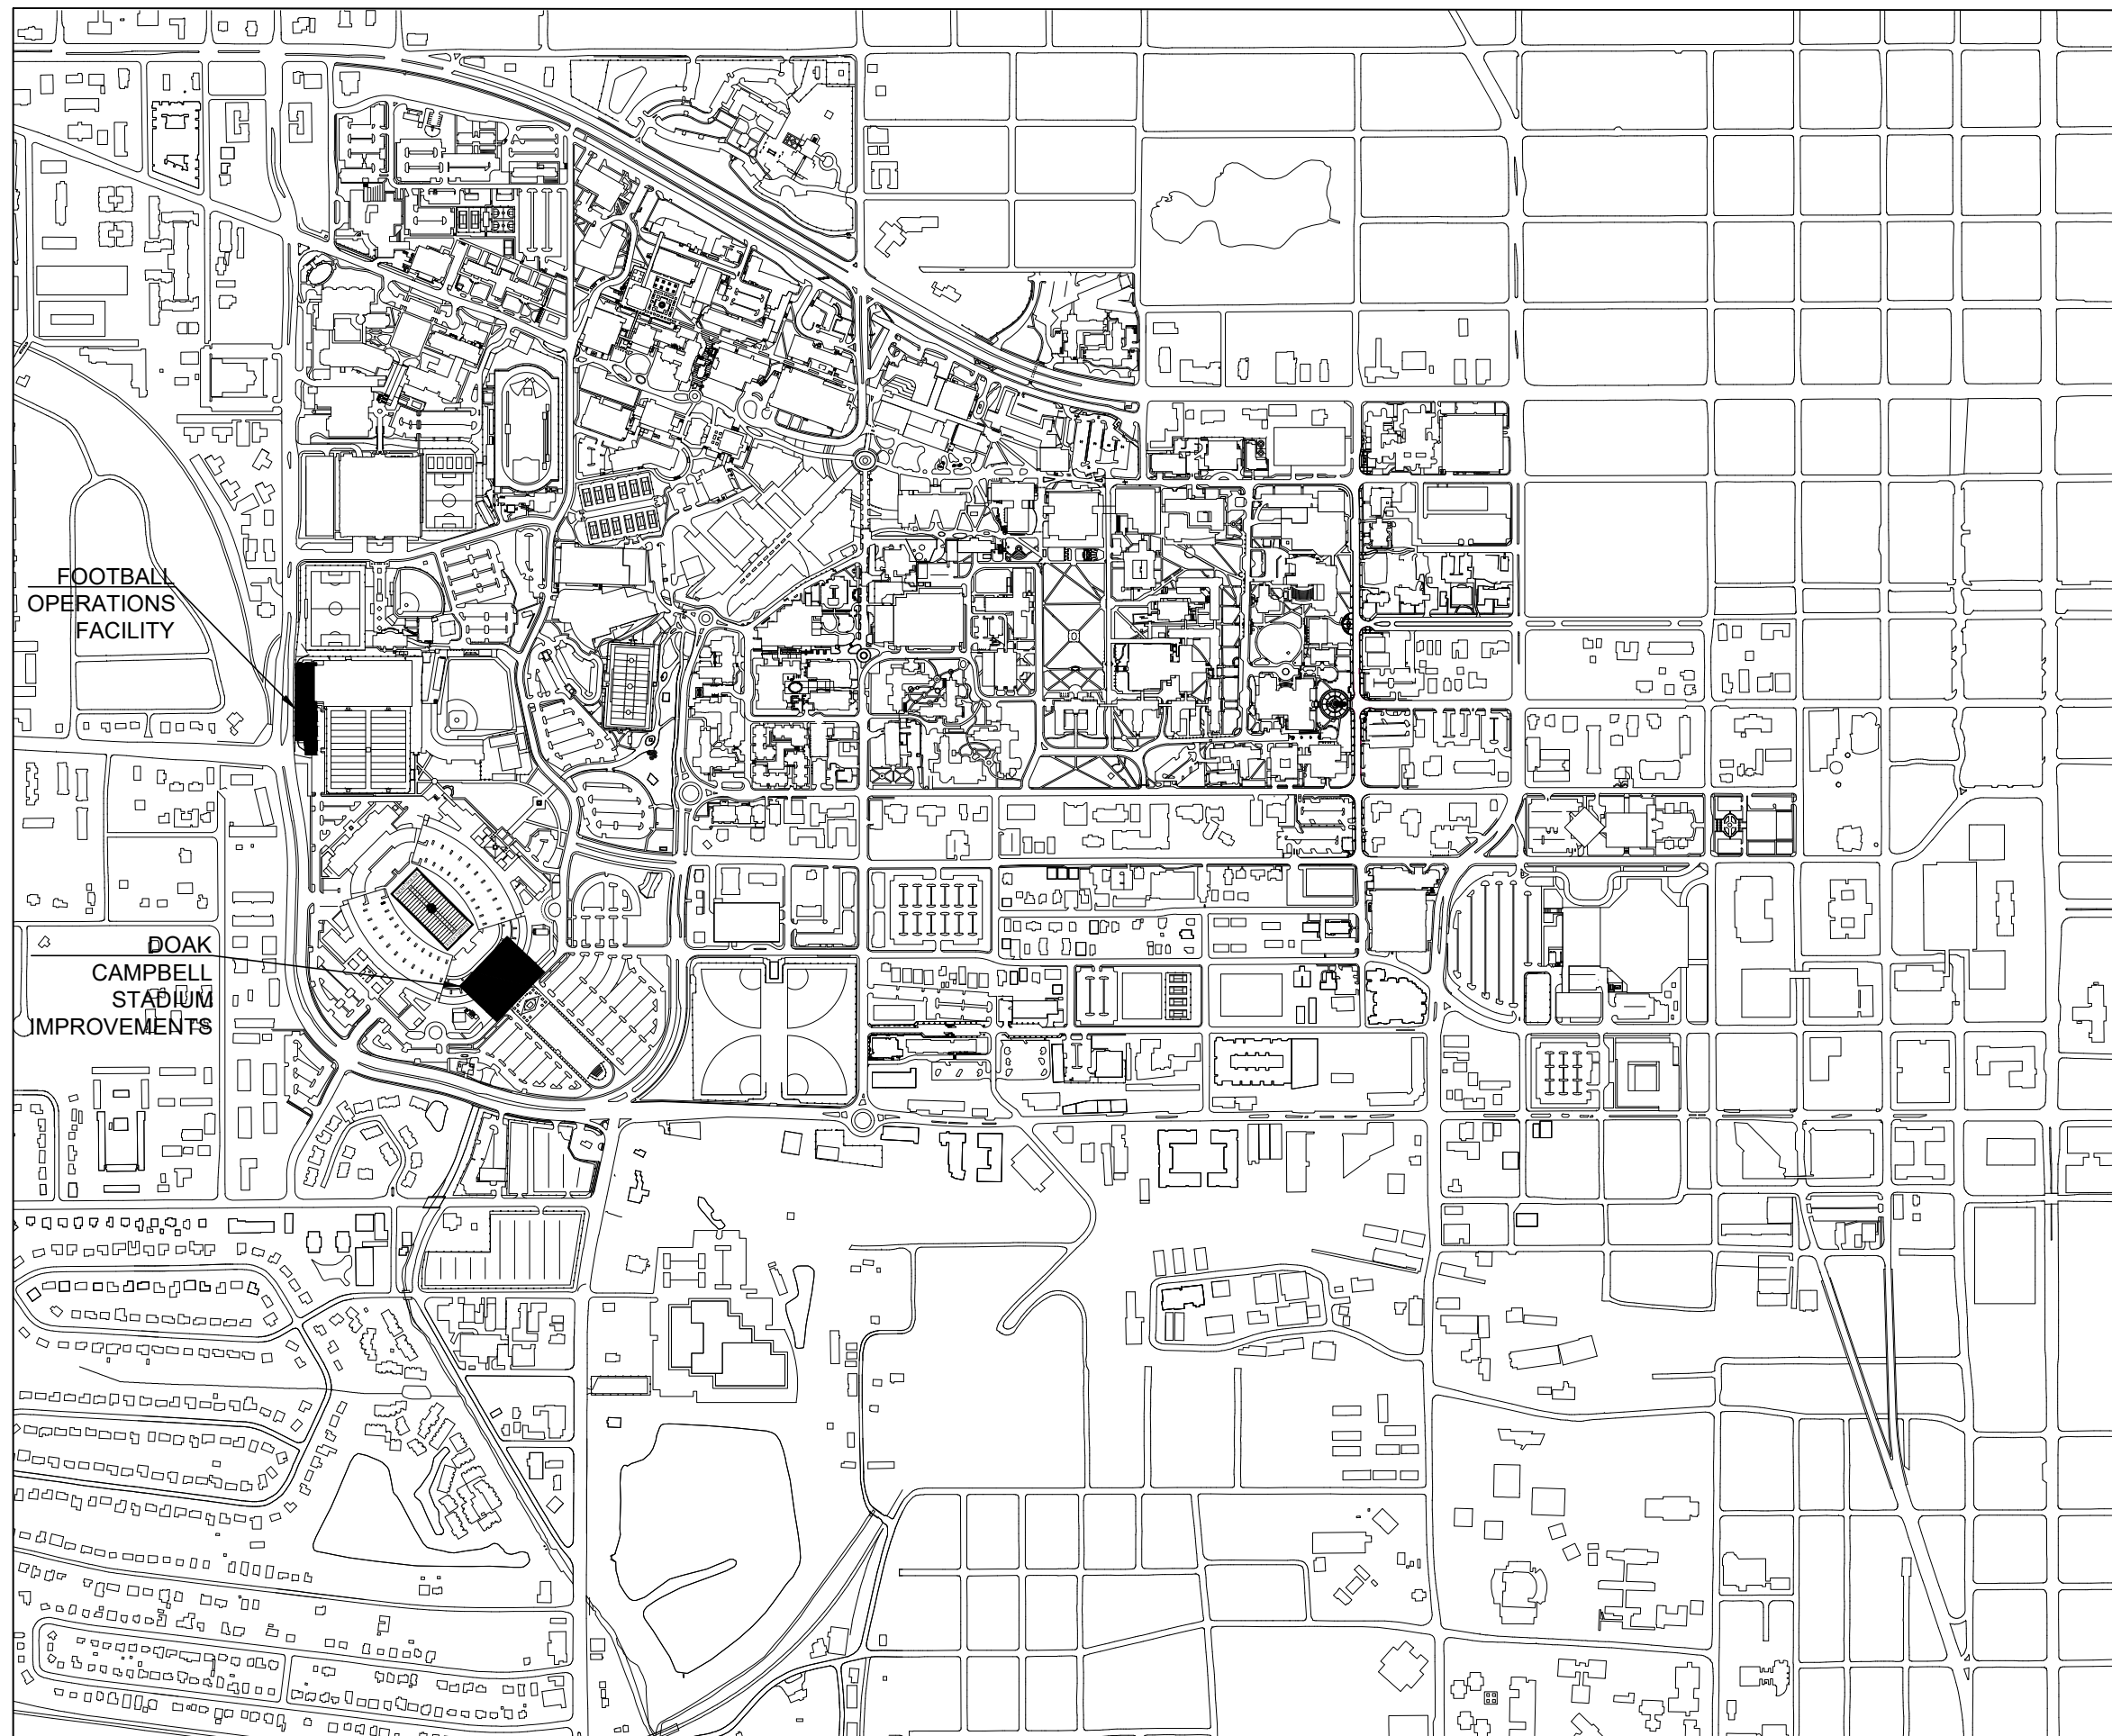 FOOTBALL
OPERATIONS
FACILITY
DOAK
CAMPBELL
STADIUM
IMPROVEMENTS